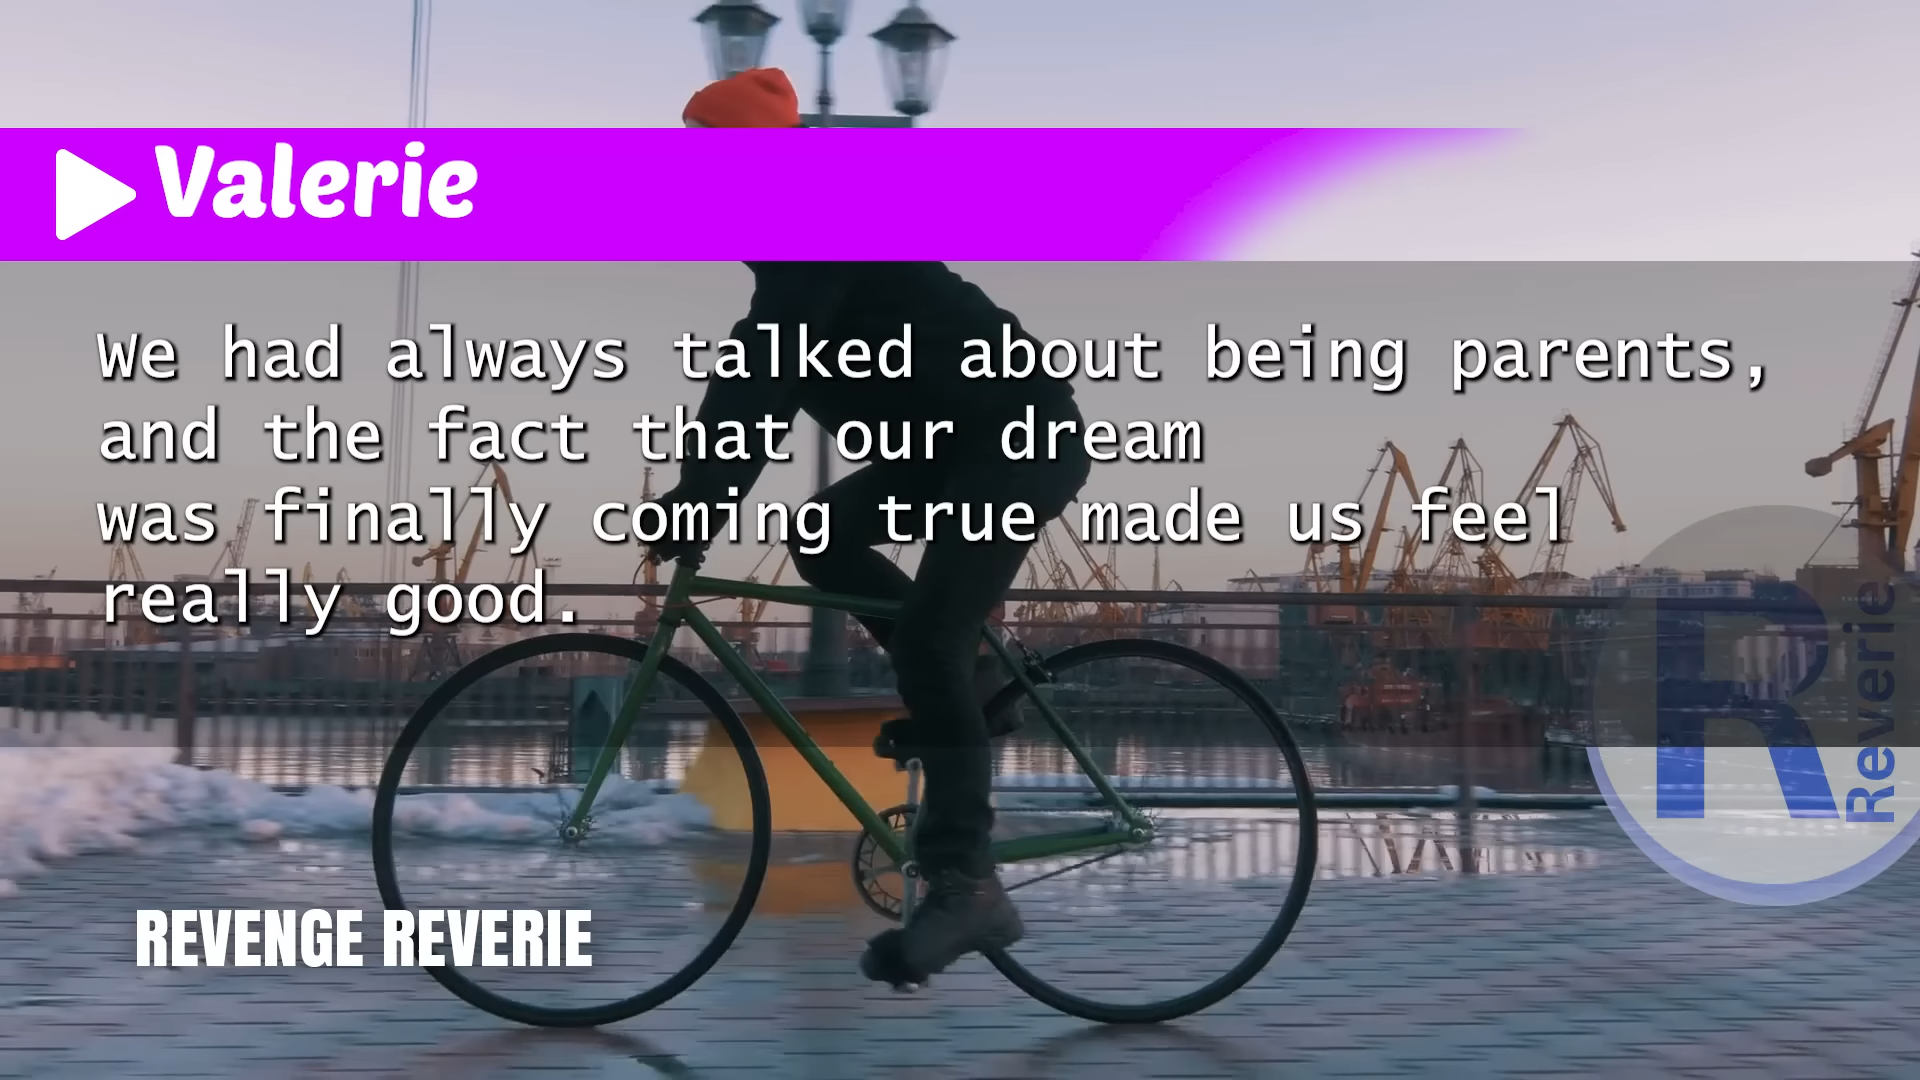 Valerie
We had always talked about being parents,
and the fact that our dream
was finally coming true made us feel
really good.
R
Reverie
REVENGE REVERIE